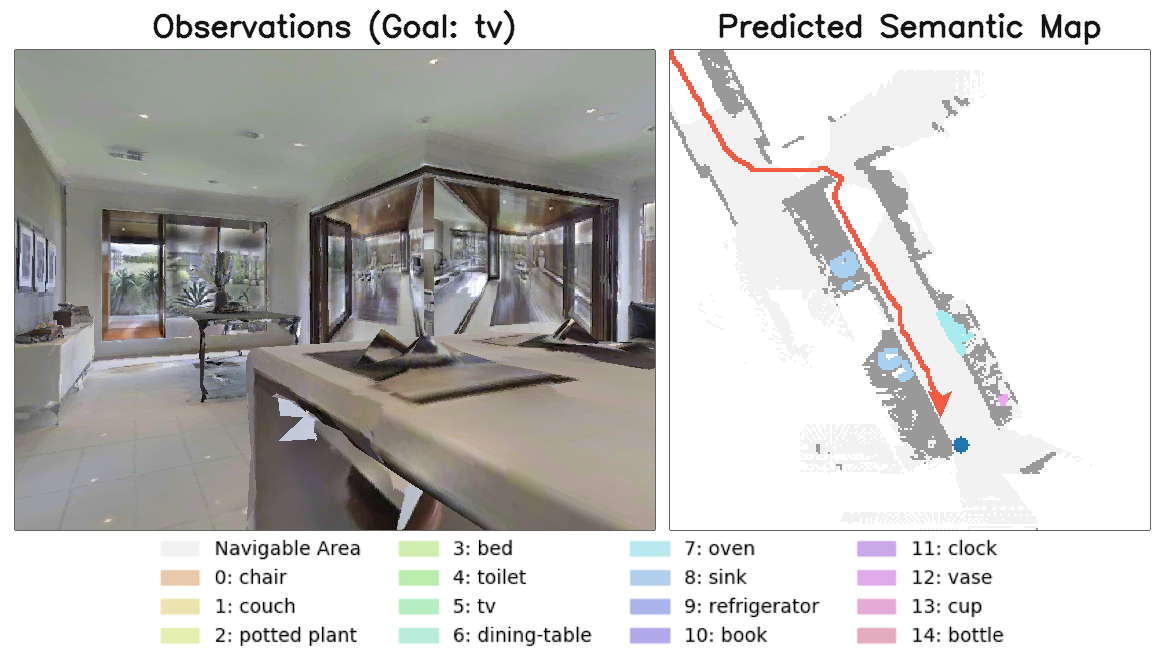 Observations (Goal: tv)
Predicted Semantic Map
Navigable Area
0: chair
1: couch
2: potted plant
3: bed
4: toilet
5: tv
6: dining-table
7: oven
8: sink
9: refrigerator
10: book
11: clock
12: vase
13: cup
14: bottle